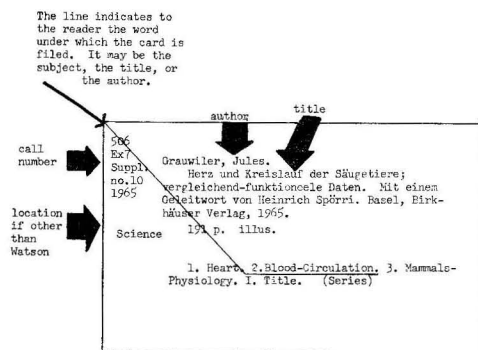 The line indicates to
the reader the word
under which the card is
filed. It may be the
subject, the title, or
the author.
author
title
call
number
506
Ex7
Suppl.
no.10
1965
Grauwiler, Jules.
Herz und Kreislauf der Säugetiere;
vergleichend-funktioncele Daten. Mit einem
Geleitwort von Heinrich Spörri. Basel, Birk-
häuser Verlag, 1965.
location
if other
than
Watson
Science
191 p. illus.
1. Heart. 2.Blood-Circulation. 3. Mammals-
Physiology. I. Title. (Series)